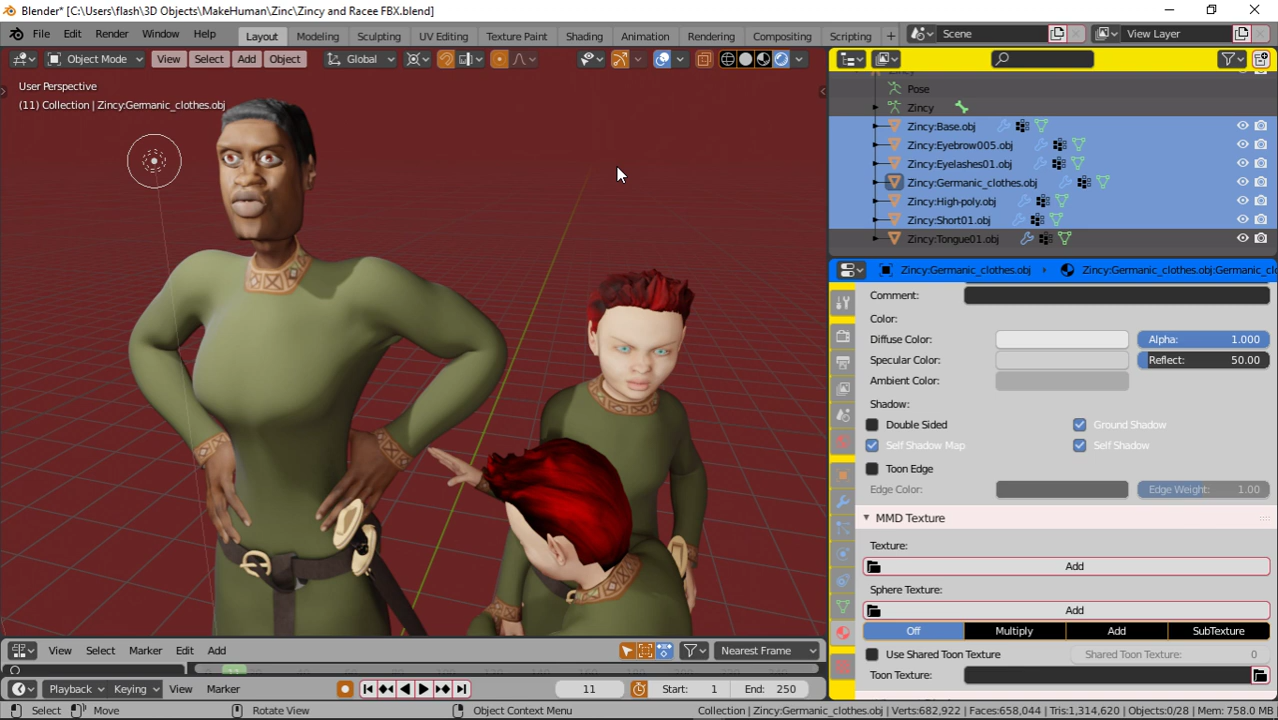 Blender* [C:\Users\flash\3D Objects\MakeHuman\Zinc\Zincy and Racee FBX.blend]
File Edit Render Window Help Layout Modeling Sculpting UV Editing Texture Paint Shading Animation Rendering Compositing Scripting + Scene View Layer
Object Mode View Select Add Object Global
User Perspective
(11) Collection | Zincy:Germanic_clothes.obj
Pose
Zincy
Zincy:Base.obj
Zincy:Eyebrow005.obj
Zincy:Eyelashes01.obj
Zincy:Germanic_clothes.obj
Zincy:High-poly.obj
Zincy:Short01.obj
Zincy:Tongue01.obj
Zincy:Germanic_clothes.obj Zincy:Germanic_clothes.obj:Germanic_clo
Comment:
Color:
Diffuse Color: Alpha: 1.000
Specular Color: Reflect: 50.00
Ambient Color:
Shadow:
Double Sided Ground Shadow
Self Shadow Map Self Shadow
Toon Edge
Edge Color: Edge Weight: 1.00
MMD Texture
Texture:
Add
Sphere Texture:
Add
Off Multiply Add SubTexture
Use Shared Toon Texture Shared Toon Texture: 0
Toon Texture:
View Select Marker Edit Add Nearest Frame
Playback Keying View Marker 11 Start: 1 End: 250
Select Move Rotate View Object Context Menu Collection | Zincy:Germanic_clothes.obj | Verts:682,922 | Faces:658,044 | Tris:1,314,620 | Objects:0/28 | Mem: 758.0 MB